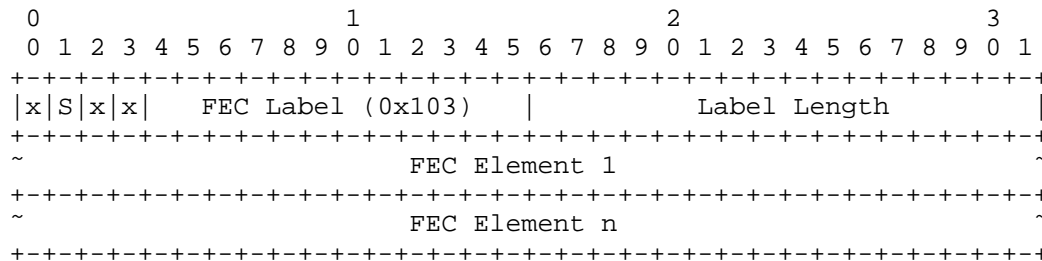 0                   1                   2                   3
 0 1 2 3 4 5 6 7 8 9 0 1 2 3 4 5 6 7 8 9 0 1 2 3 4 5 6 7 8 9 0 1
+-+-+-+-+-+-+-+-+-+-+-+-+-+-+-+-+-+-+-+-+-+-+-+-+-+-+-+-+-+-+-+-+
|x|S|x|x|   FEC Label (0x103)   |          Label Length         |
+-+-+-+-+-+-+-+-+-+-+-+-+-+-+-+-+-+-+-+-+-+-+-+-+-+-+-+-+-+-+-+-+
~                        FEC Element 1                          ~
+-+-+-+-+-+-+-+-+-+-+-+-+-+-+-+-+-+-+-+-+-+-+-+-+-+-+-+-+-+-+-+-+
~                        FEC Element n                          ~
+-+-+-+-+-+-+-+-+-+-+-+-+-+-+-+-+-+-+-+-+-+-+-+-+-+-+-+-+-+-+-+-+